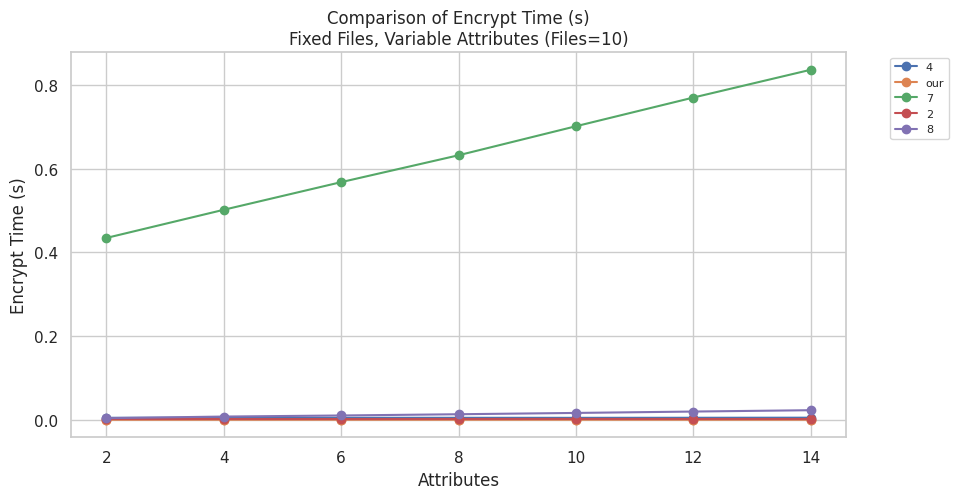 Comparison of Encrypt Time (s)
Fixed Files, Variable Attributes (Files=10)
Encrypt Time (s)
0.8
0.6
0.4
0.2
0.0
2 4 6 8 10 12 14
Attributes
4
our
7
2
8